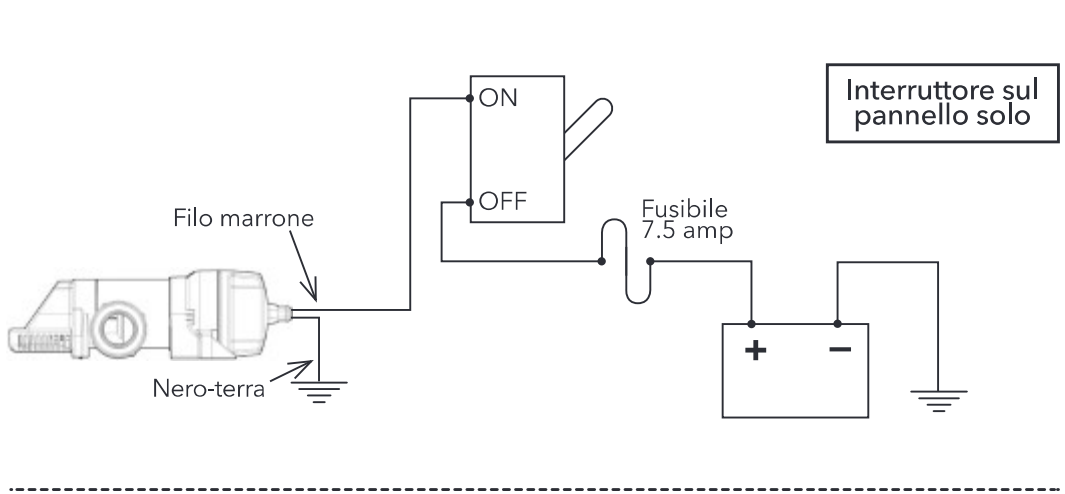 ON
Interruttore sul
pannello solo
OFF
Filo marrone
Fusibile
7.5 amp
+ −
Nero-terra